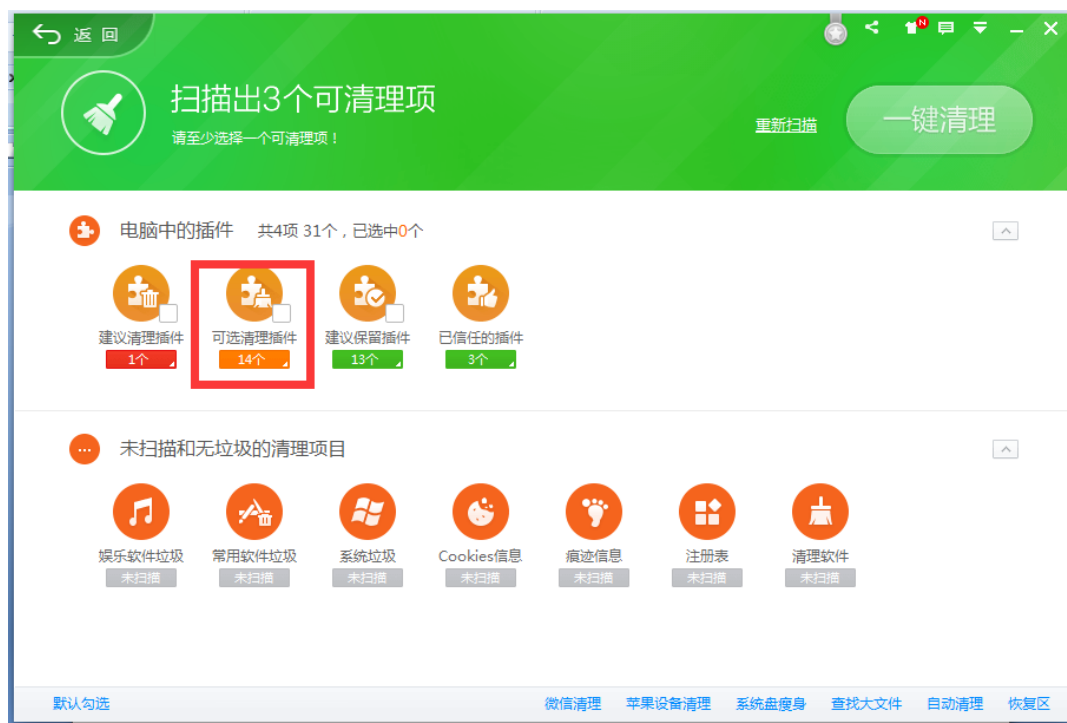 返 回
N
扫描出3个可清理项
请至少选择一个可清理项！
重新扫描
一键清理
电脑中的插件 共4项 31个，已选中0个
建议清理插件 可选清理插件 建议保留插件 已信任的插件
1个 14个 13个 3个
未扫描和无垃圾的清理项目
娱乐软件垃圾 常用软件垃圾 系统垃圾 Cookies信息 痕迹信息 注册表 清理软件
未扫描 未扫描 未扫描 未扫描 未扫描 未扫描 未扫描
默认勾选 微信清理 苹果设备清理 系统盘瘦身 查找大文件 自动清理 恢复区